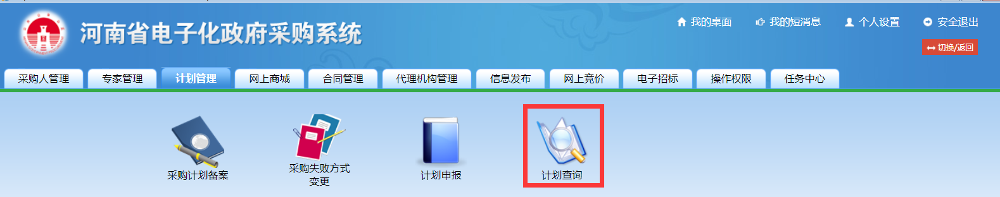 河南省电子化政府采购系统
我的桌面 我的短消息 个人设置 安全退出
切换/返回
采购人管理 专家管理 计划管理 网上商城 合同管理 代理机构管理 信息发布 网上竞价 电子招标 操作权限 任务中心
采购计划备案 采购失败方式 计划申报 计划查询
变更